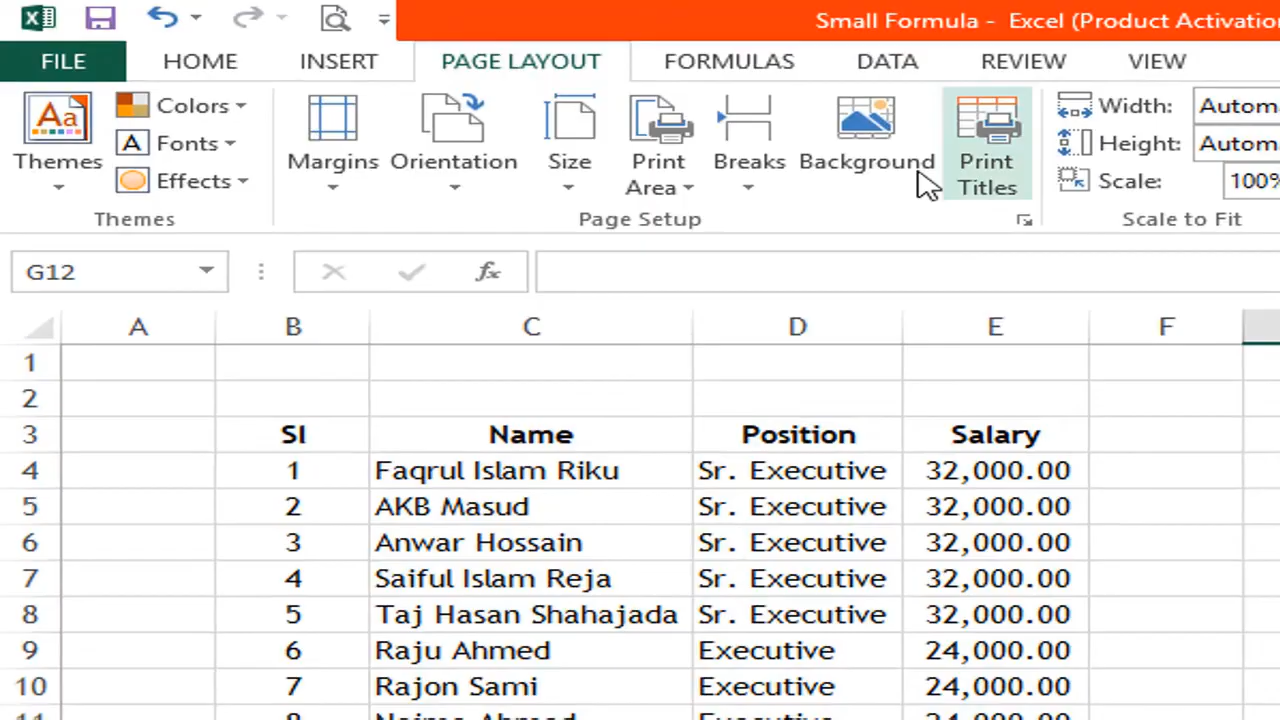 Small Formula - Excel (Product Activation
FILE HOME INSERT PAGE LAYOUT FORMULAS DATA REVIEW VIEW
Themes
Colors
Fonts
Effects
Themes
Margins
Orientation
Size
Print Area
Breaks
Background
Print Titles
Page Setup
Width: Autom
Height: Autom
Scale: 100%
Scale to Fit
G12 fx
A B C D E F
1
2
3 SI Name Position Salary
4 1 Faqrul Islam Riku Sr. Executive 32,000.00
5 2 AKB Masud Sr. Executive 32,000.00
6 3 Anwar Hossain Sr. Executive 32,000.00
7 4 Saiful Islam Reja Sr. Executive 32,000.00
8 5 Taj Hasan Shahajada Sr. Executive 32,000.00
9 6 Raju Ahmed Executive 24,000.00
10 7 Rajon Sami Executive 24,000.00